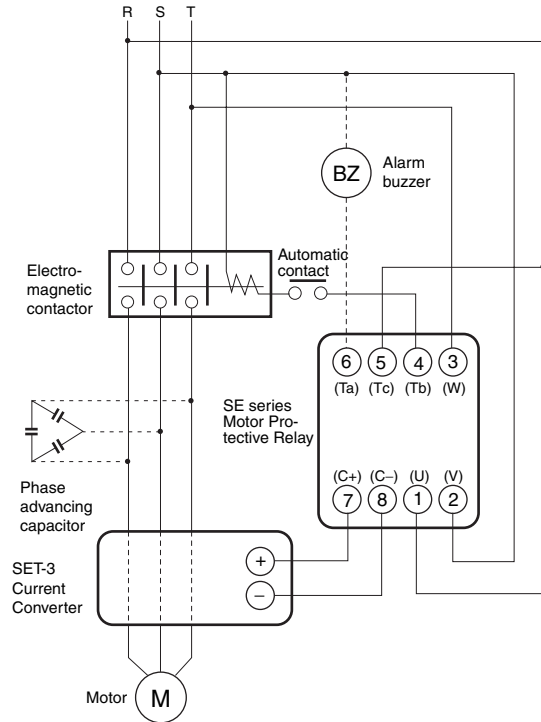 R S T
BZ
Alarm
buzzer
Electro-
magnetic
contactor
Automatic
contact
6 5 4 3
(Ta) (Tc) (Tb) (W)
SE series
Motor Pro-
tective Relay
(C+) (C−) (U) (V)
7 8 1 2
Phase
advancing
capacitor
SET-3
Current
Converter
+
−
Motor
M